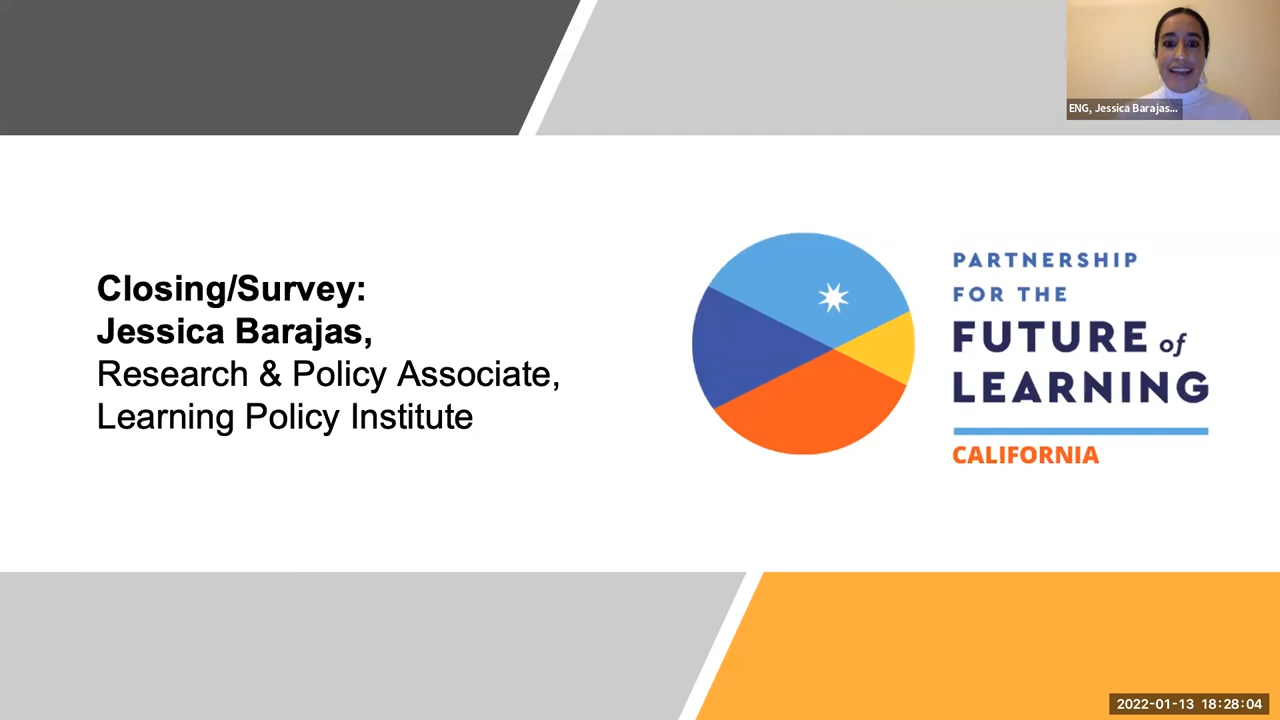 ENG, Jessica Barajas...
Closing/Survey:
Jessica Barajas,
Research & Policy Associate,
Learning Policy Institute
PARTNERSHIP
FOR THE
FUTURE of
LEARNING
CALIFORNIA
2022-01-13 18:28:04